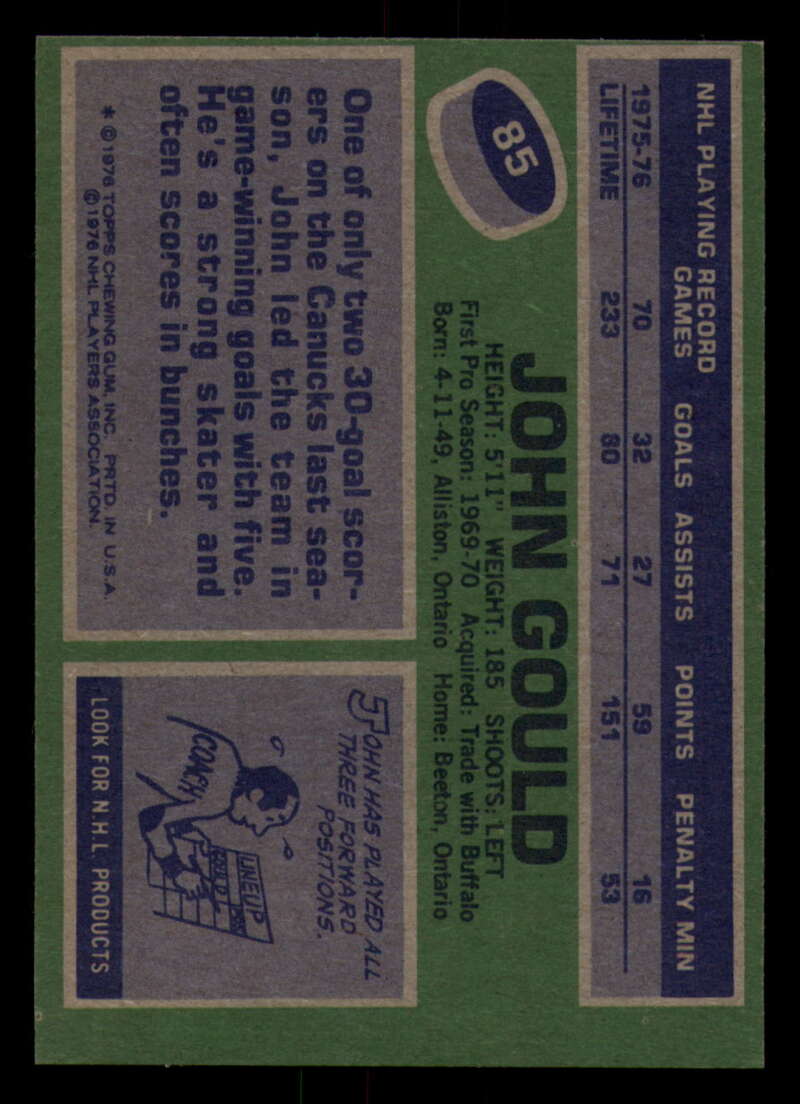 85
JOHN GOULD
HEIGHT: 5'11" WEIGHT: 185 SHOOTS: LEFT
First Pro Season: 1969-70 Acquired: Trade with Buffalo
Born: 4-11-49, Alliston, Ontario Home: Beeton, Ontario
NHL PLAYING RECORD
GAMES GOALS ASSISTS POINTS PENALTY MIN
1975-76 70 32 27 59 16
LIFETIME 233 80 71 151 53
One of only two 30-goal scor-
ers on the Canucks last sea-
son, John led the team in
game-winning goals with five.
He's a strong skater and
often scores in bunches.
* © 1976 TOPPS CHEWING GUM, INC. PRTD. IN U.S.A.
© 1976 NHL PLAYERS ASSOCIATION.
JOHN HAS PLAYED ALL
THREE FORWARD
POSITIONS.
COACH
LINEUP
GOULD
LOOK FOR N.H.L. PRODUCTS